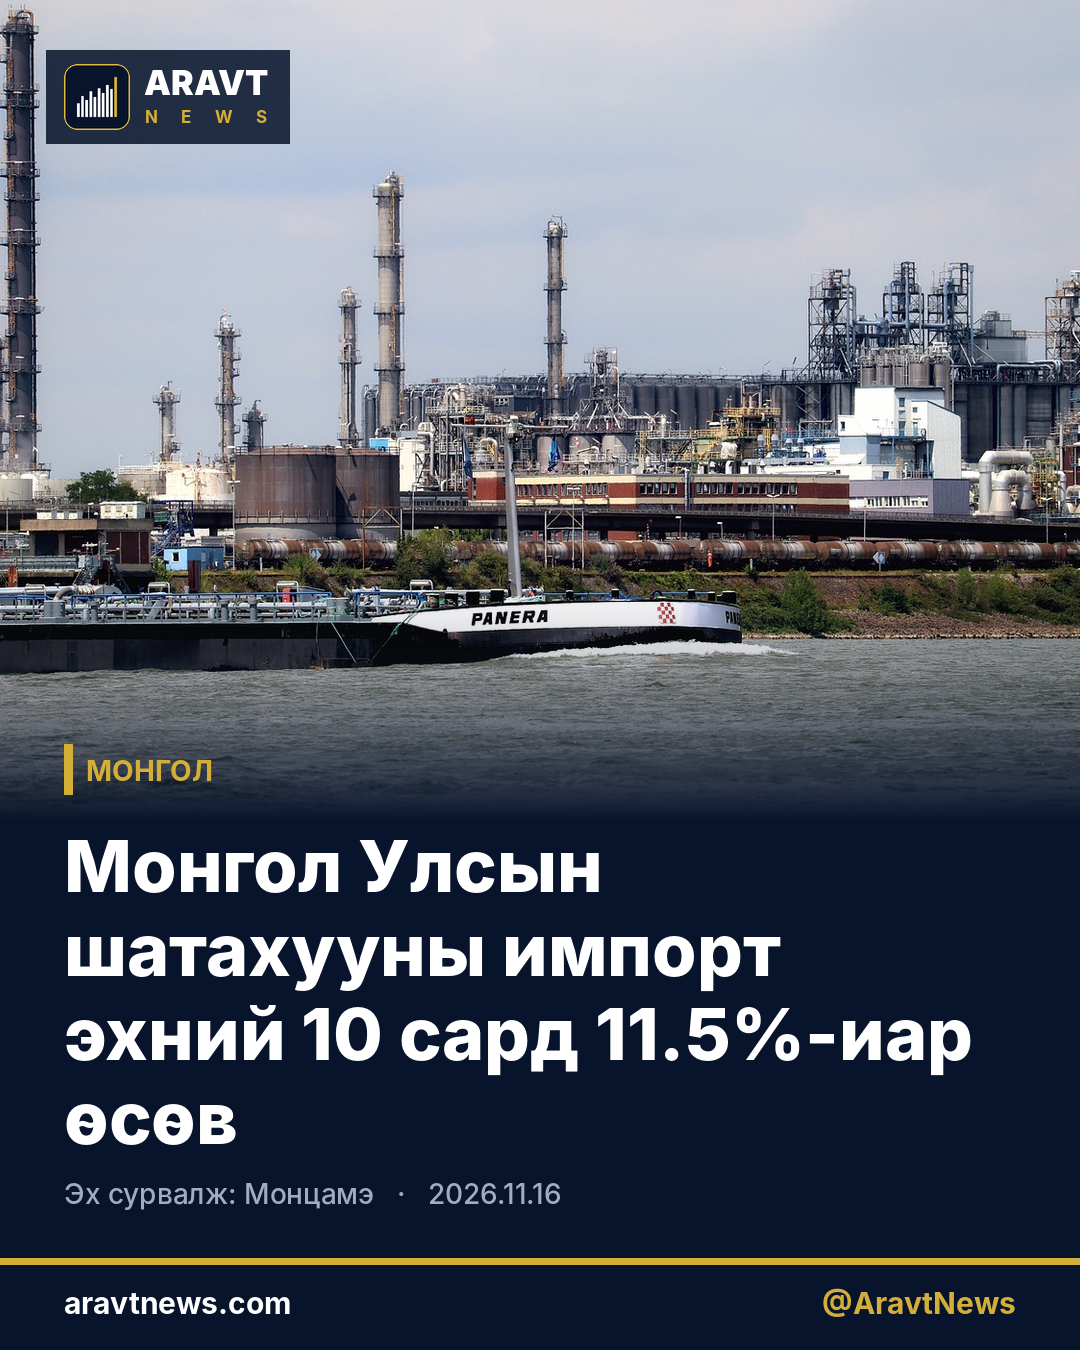 ARAVT
NEWS
PANERA
МОНГОЛ
Монгол Улсын
шатахууны импорт
эхний 10 сард 11.5%-иар
өсөв
Эх сурвалж: Монцамэ · 2026.11.16
aravtnews.com
@AravtNews